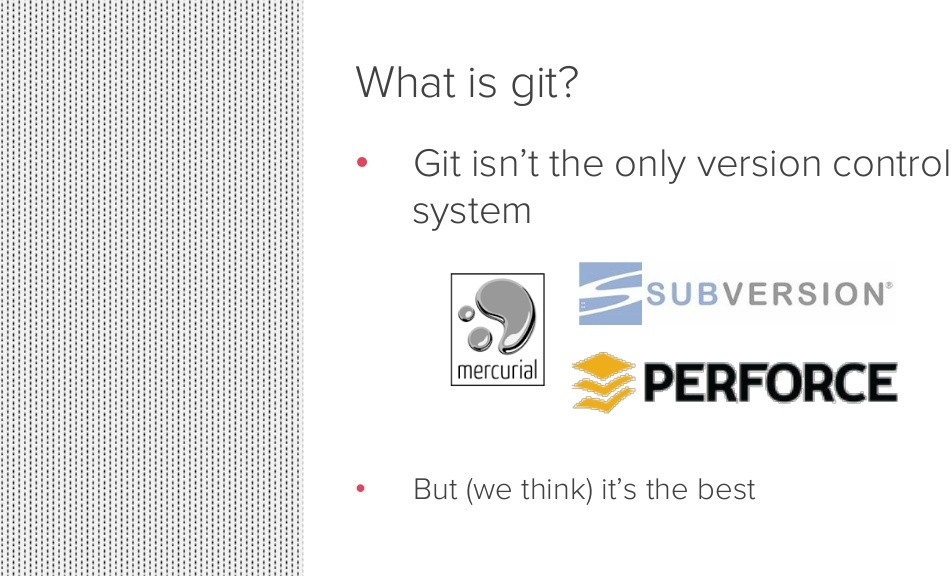 What is git?
• Git isn’t the only version control
system
mercurial
SUBVERSION®
PERFORCE
• But (we think) it’s the best